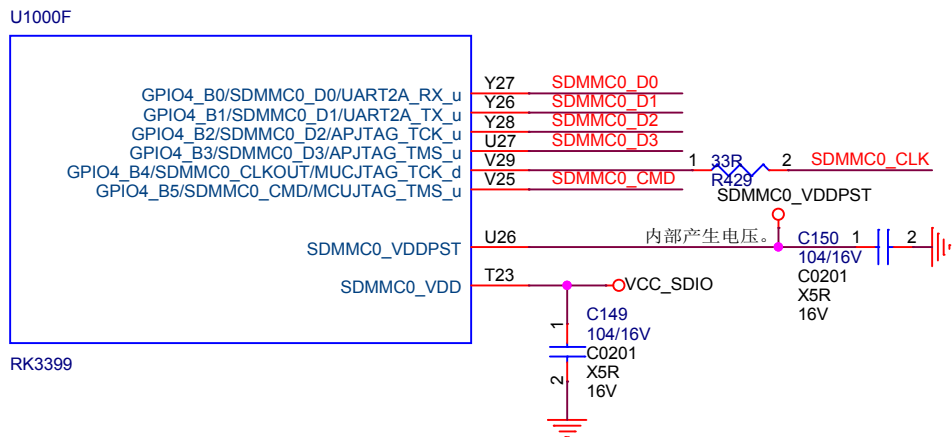 U1000F
GPIO4_B0/SDMMC0_D0/UART2A_RX_u Y27 SDMMC0_D0
GPIO4_B1/SDMMC0_D1/UART2A_TX_u Y26 SDMMC0_D1
GPIO4_B2/SDMMC0_D2/APJTAG_TCK_u Y28 SDMMC0_D2
GPIO4_B3/SDMMC0_D3/APJTAG_TMS_u U27 SDMMC0_D3
GPIO4_B4/SDMMC0_CLKOUT/MUCJTAG_TCK_d V29 1 33R 2 SDMMC0_CLK
R429
GPIO4_B5/SDMMC0_CMD/MCUJTAG_TMS_u V25 SDMMC0_CMD
SDMMC0_VDDPST
SDMMC0_VDDPST U26 内部产生电压。 C150 1 2
104/16V
C0201
X5R
16V
SDMMC0_VDD T23 VCC_SDIO
1 C149
104/16V
C0201
X5R
2 16V
RK3399